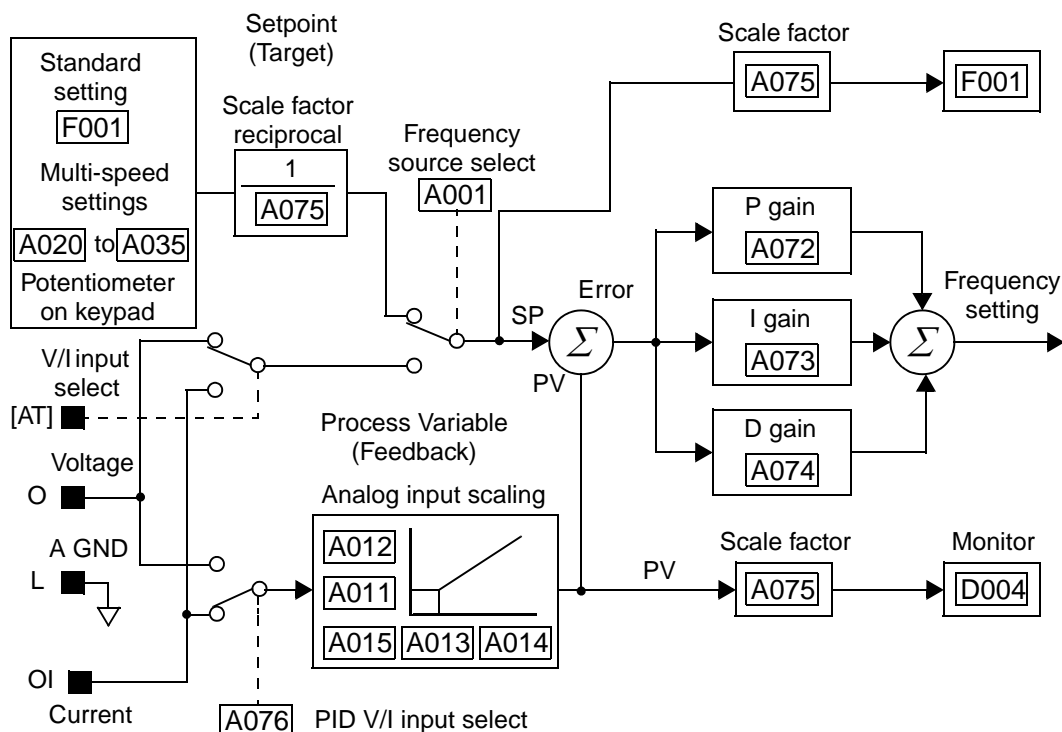 Setpoint
(Target)
Standard
setting
F001
Multi-speed
settings
A020 to A035
Potentiometer
on keypad
Scale factor
reciprocal
1
A075
Frequency
source select
A001
Scale factor
A075
F001
P gain
A072
I gain
A073
D gain
A074
Frequency
setting
SP
Error
Σ
PV
Σ
V/I input
select
[AT]
Voltage
O
A GND
L
OI
Current
Process Variable
(Feedback)
Analog input scaling
A012
A011
A015 A013 A014
A076 PID V/I input select
PV
Scale factor
A075
Monitor
D004